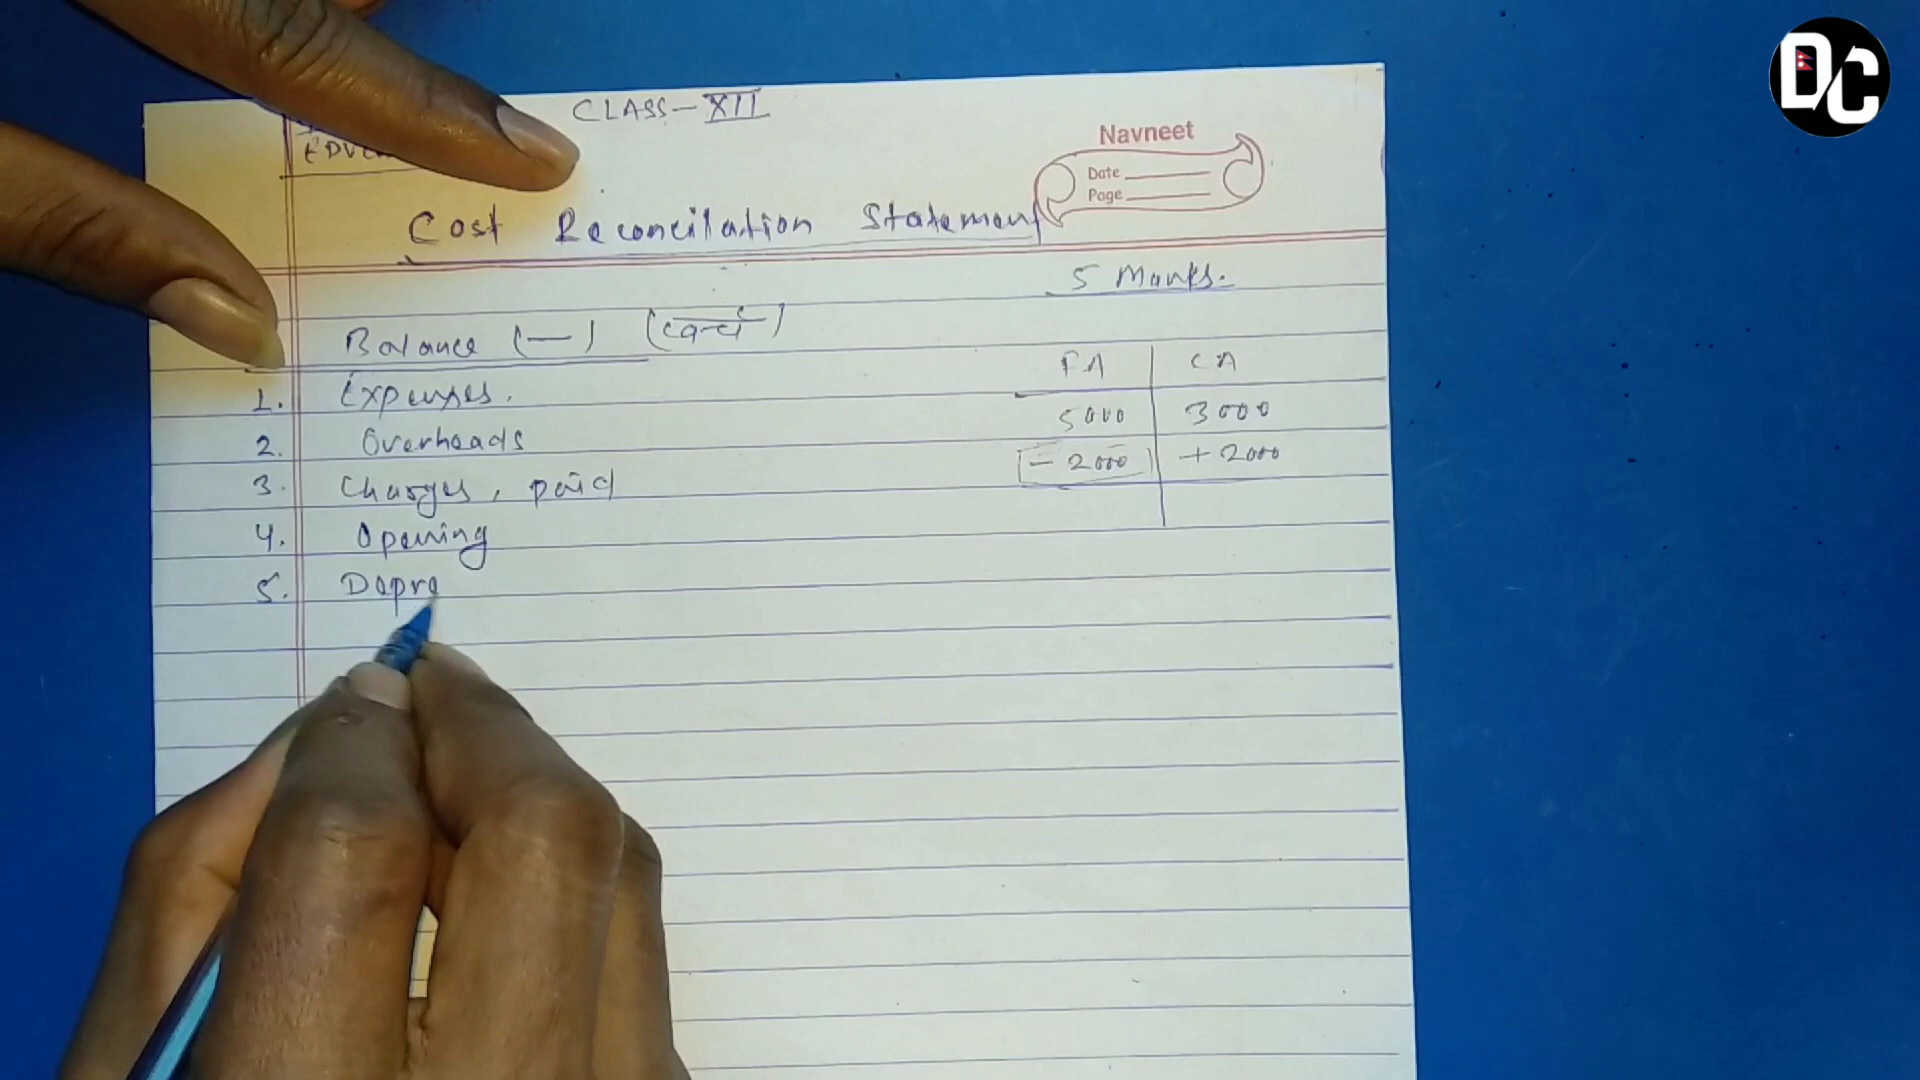 DC
CLASS-XII
Navneet
Date
Page
Cost Reconcilation Statement
5 Marks.
Balance (—)
FA CA
1. Expenses.
5000 3000
2. Overheads
- 2000 + 2000
3. Charges, paid
4. Opening
5. Depre